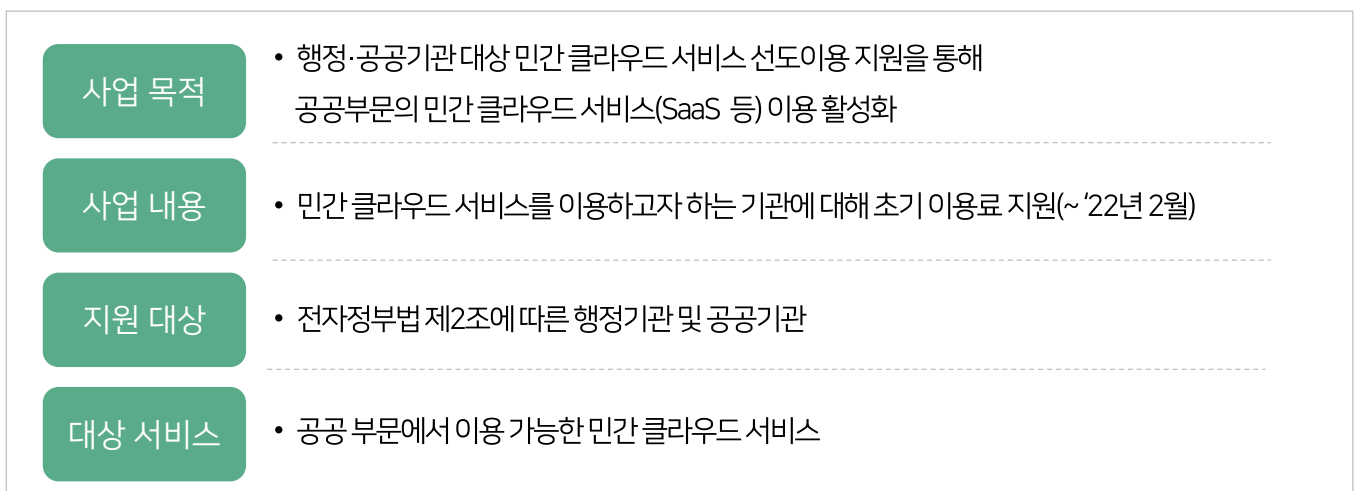 사업 목적
• 행정·공공기관 대상 민간 클라우드 서비스 선도이용 지원을 통해
공공부문의 민간 클라우드 서비스(SaaS 등) 이용 활성화
사업 내용
• 민간 클라우드 서비스를 이용하고자 하는 기관에 대해 초기 이용료 지원(~ ‘22년 2월)
지원 대상
• 전자정부법 제2조에 따른 행정기관 및 공공기관
대상 서비스
• 공공 부문에서 이용 가능한 민간 클라우드 서비스